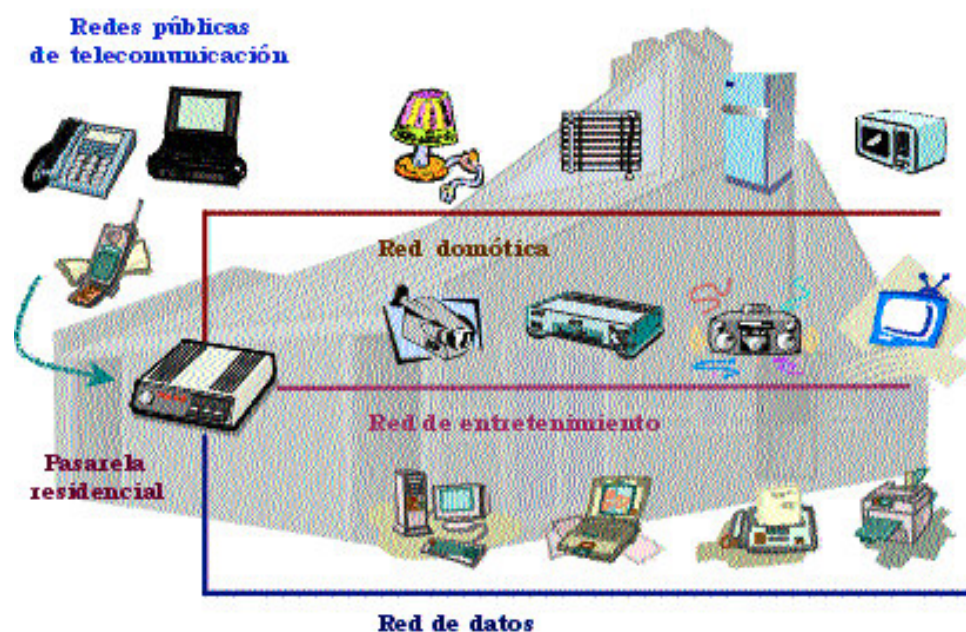 Redes públicas
de telecomunicación
Red domótica
Red de entretenimiento
Pasarela
residencial
Red de datos